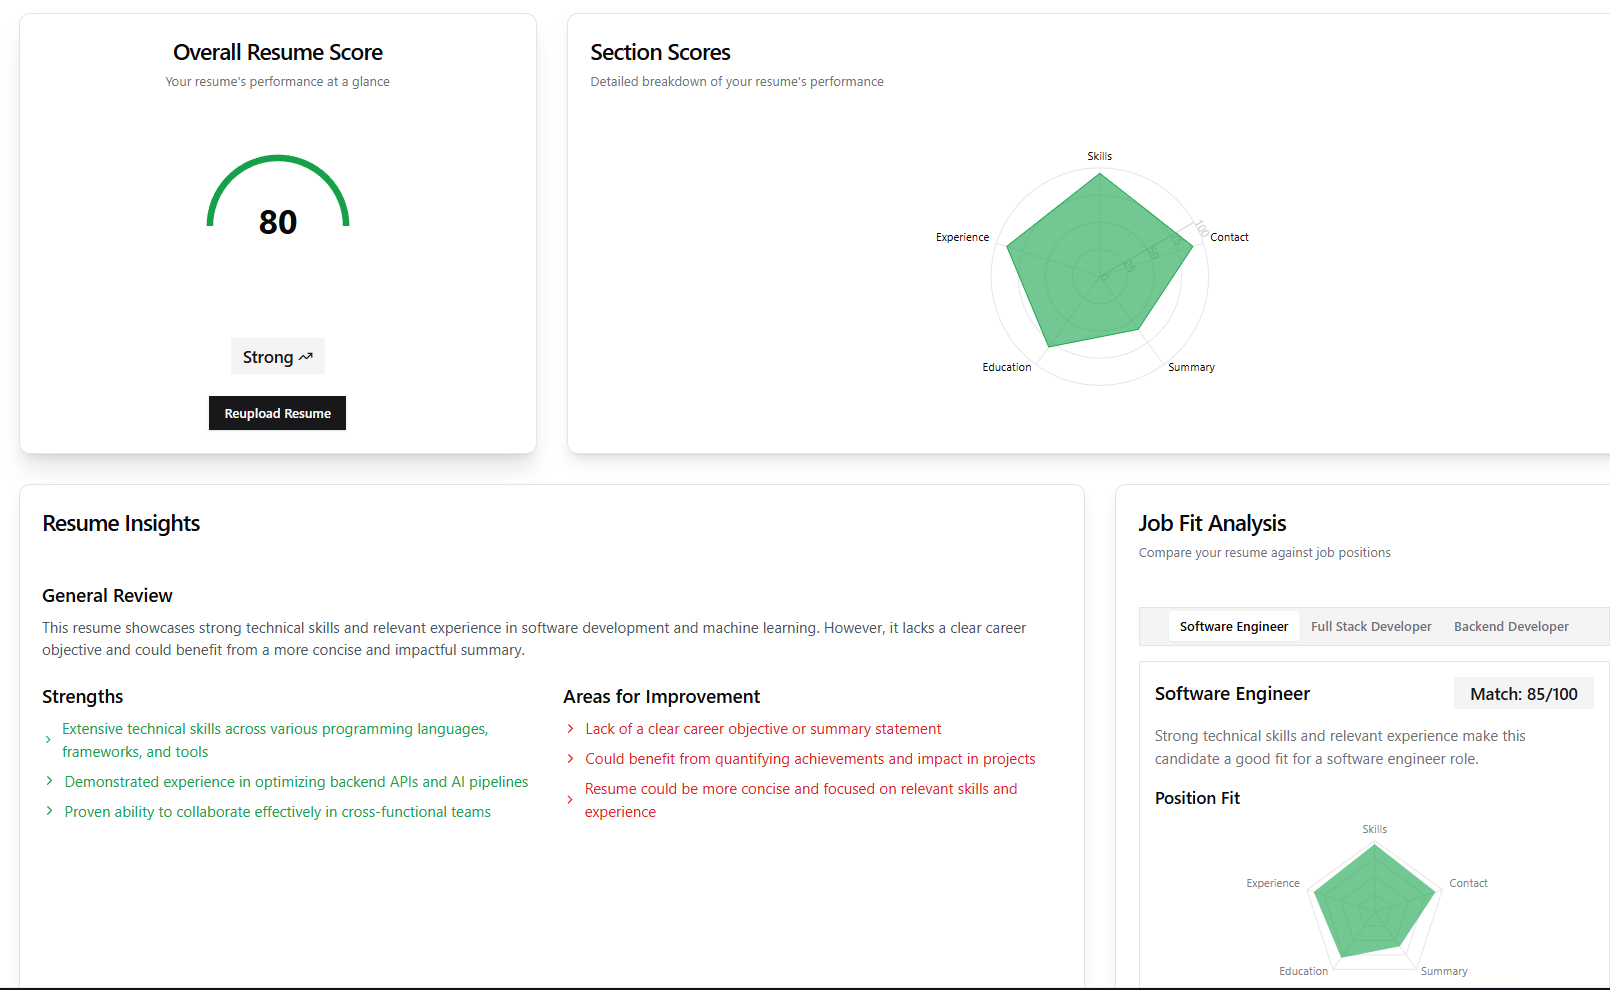 Overall Resume Score
Your resume's performance at a glance
80
Strong
Reupload Resume
Section Scores
Detailed breakdown of your resume's performance
Skills
Experience
Contact
100
75
50
25
0
Education
Summary
Resume Insights
General Review
This resume showcases strong technical skills and relevant experience in software development and machine learning. However, it lacks a clear career
objective and could benefit from a more concise and impactful summary.
Strengths
Extensive technical skills across various programming languages,
frameworks, and tools
Demonstrated experience in optimizing backend APIs and AI pipelines
Proven ability to collaborate effectively in cross-functional teams
Areas for Improvement
Lack of a clear career objective or summary statement
Could benefit from quantifying achievements and impact in projects
Resume could be more concise and focused on relevant skills and
experience
Job Fit Analysis
Compare your resume against job positions
Software Engineer
Full Stack Developer
Backend Developer
Software Engineer
Match: 85/100
Strong technical skills and relevant experience make this
candidate a good fit for a software engineer role.
Position Fit
Skills
Experience
Contact
Education
Summary